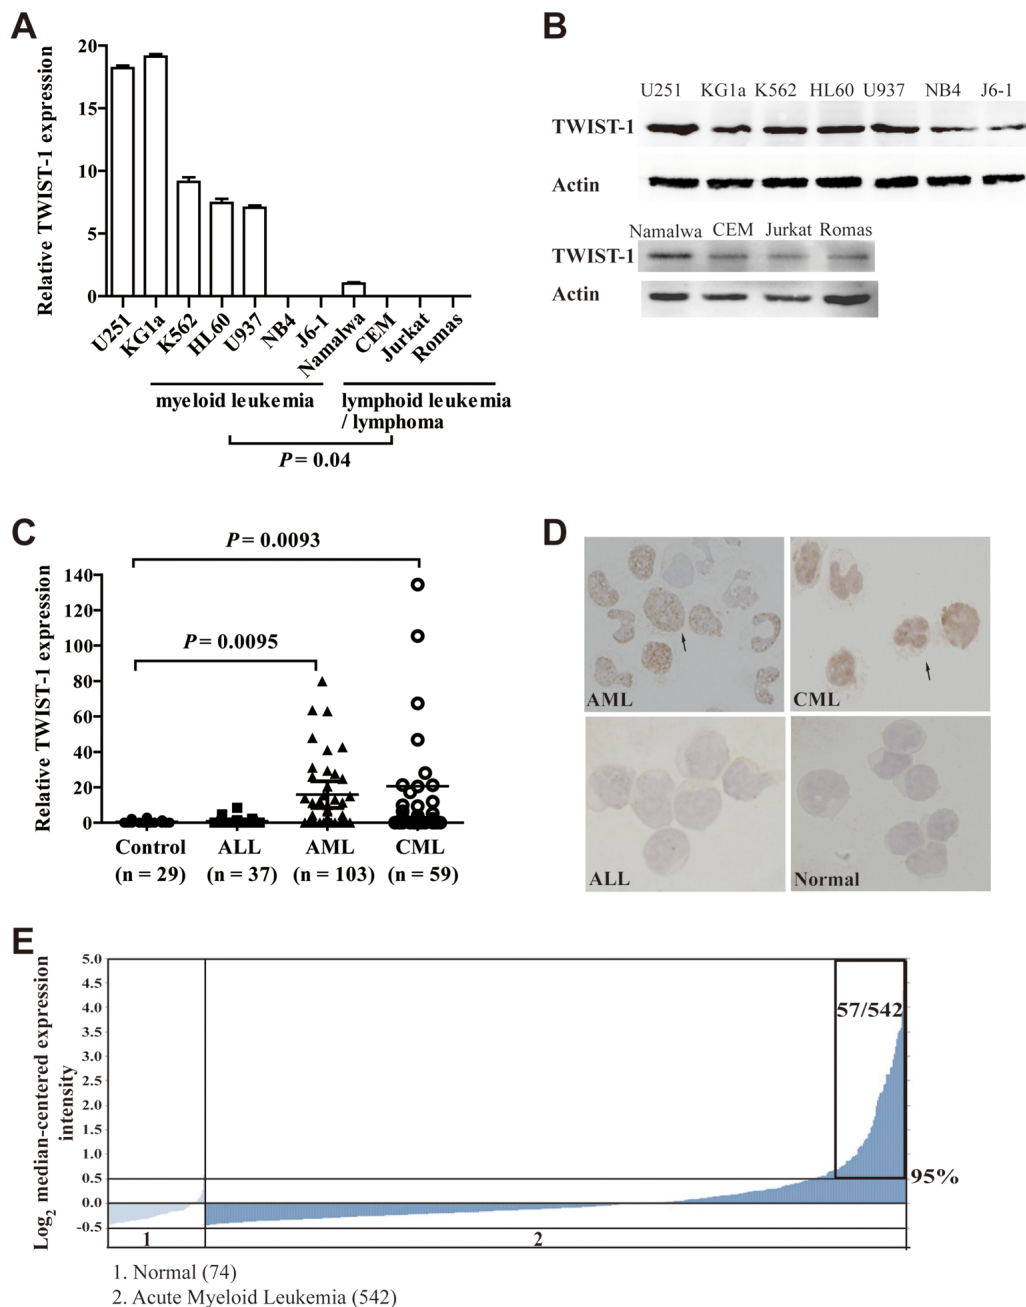 A
Relative TWIST-1 expression
20
15
10
5
0
U251
KG1a
K562
HL60
U937
NB4
J6-1
Namalwa
CEM
Jurkat
Romas
myeloid leukemia
lymphoid leukemia
/ lymphoma
P = 0.04
B
U251 KG1a K562 HL60 U937 NB4 J6-1
TWIST-1
Actin
Namalwa CEM Jurkat Romas
TWIST-1
Actin
C
Relative TWIST-1 expression
P = 0.0093
P = 0.0095
140
120
100
80
60
40
20
0
Control ALL AML CML
(n = 29) (n = 37) (n = 103) (n = 59)
D
AML
CML
ALL
Normal
E
Log2 median-centered expression
intensity
5.0
4.5
4.0
3.5
3.0
2.5
2.0
1.5
1.0
0.5
0.0
-0.5
57/542
95%
1 2
1. Normal (74)
2. Acute Myeloid Leukemia (542)